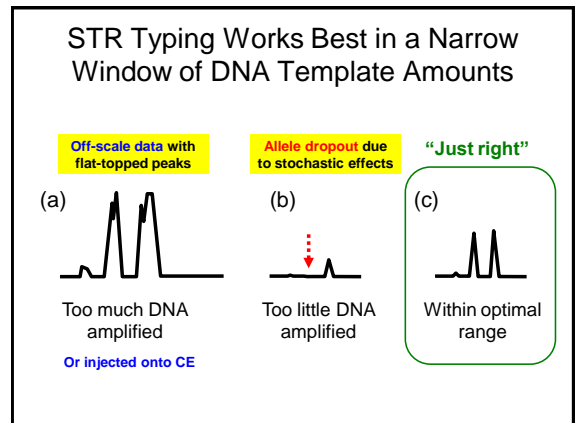 STR Typing Works Best in a Narrow
Window of DNA Template Amounts
Off-scale data with
flat-topped peaks
Allele dropout due
to stochastic effects
“Just right”
(a)
(b)
(c)
Too much DNA
amplified
Or injected onto CE
Too little DNA
amplified
Within optimal
range